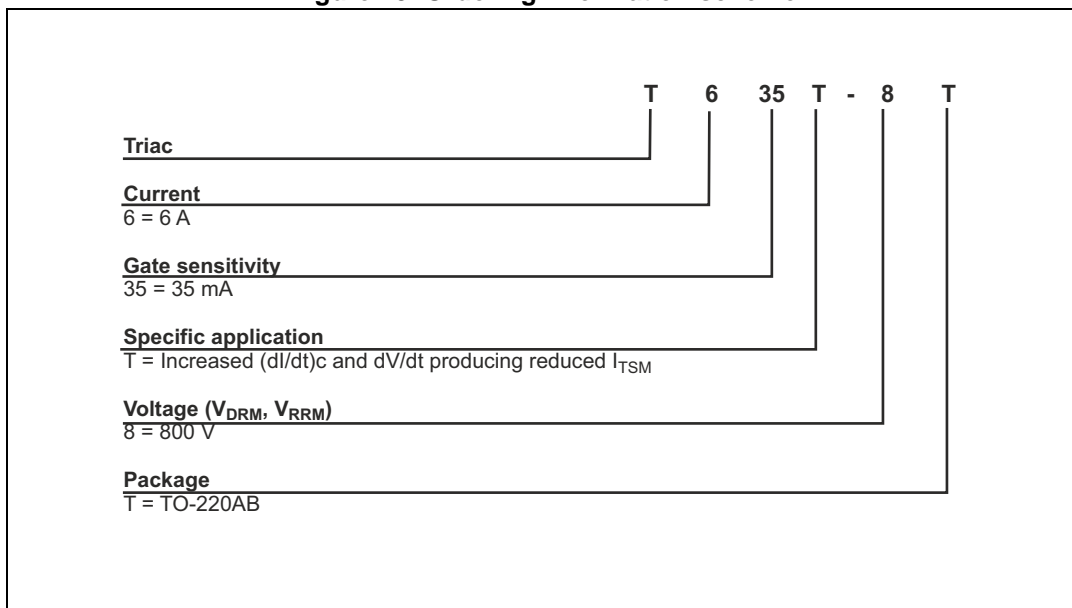 T 6 35 T - 8 T
Triac
Current
6 = 6 A
Gate sensitivity
35 = 35 mA
Specific application
T = Increased (dI/dt)c and dV/dt producing reduced ITSM
Voltage (VDRM, VRRM)
8 = 800 V
Package
T = TO-220AB